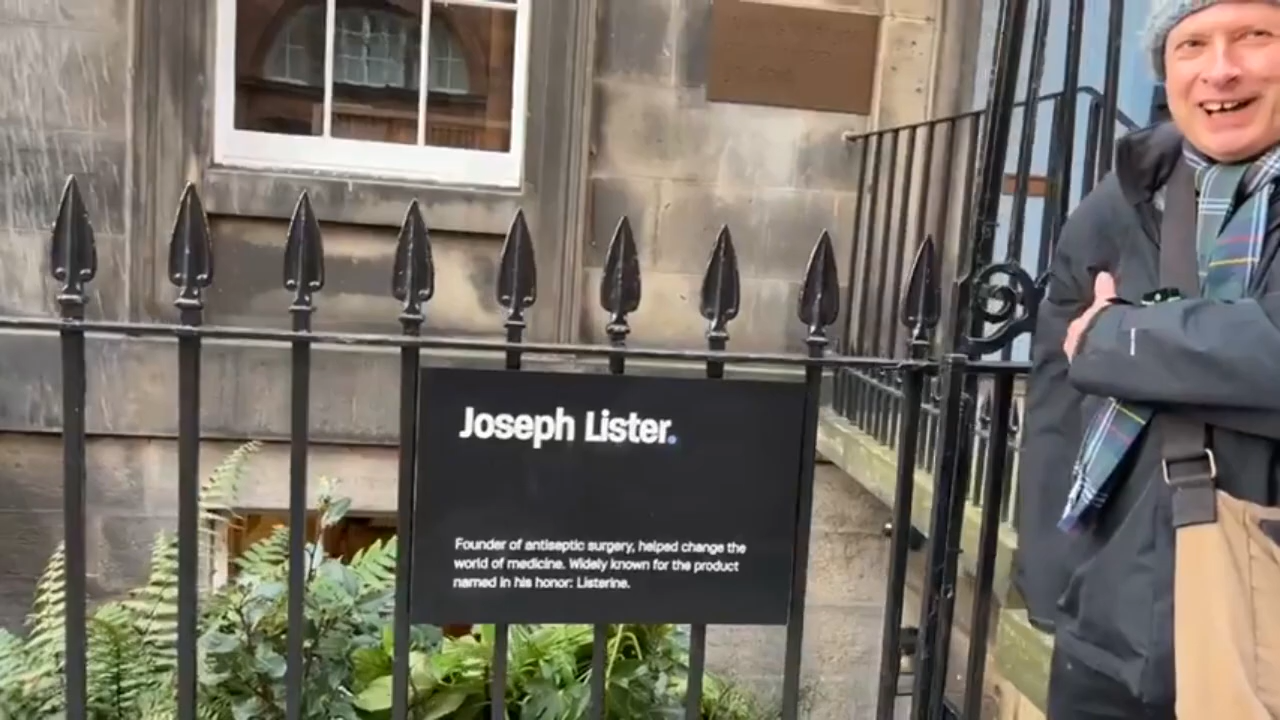 Joseph Lister.
Founder of antiseptic surgery, helped change the
world of medicine. Widely known for the product
named in his honor: Listerine.